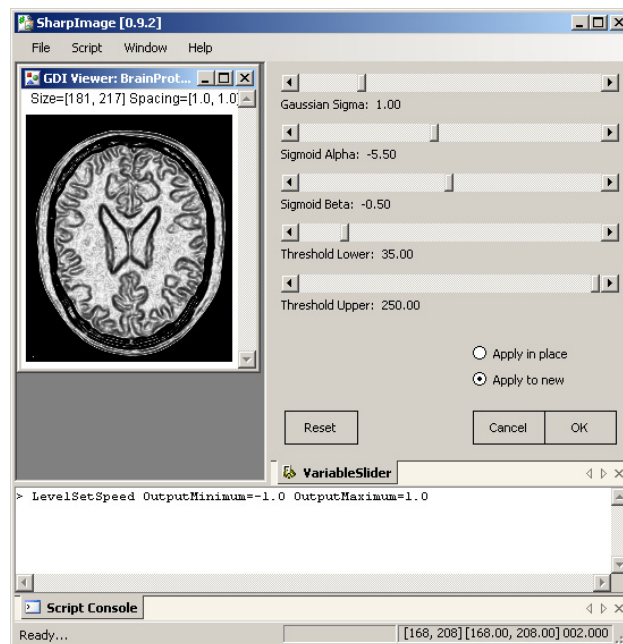 SharpImage [0.9.2]
File Script Window Help
GDI Viewer: BrainProt...
Size=[181, 217] Spacing=[1.0, 1.0
Gaussian Sigma: 1.00
Sigmoid Alpha: -5.50
Sigmoid Beta: -0.50
Threshold Lower: 35.00
Threshold Upper: 250.00
Apply in place
Apply to new
Reset
Cancel
OK
VariableSlider
> LevelSetSpeed OutputMinimum=-1.0 OutputMaximum=1.0
Script Console
Ready...
[168, 208] [168.00, 208.00] 002.000